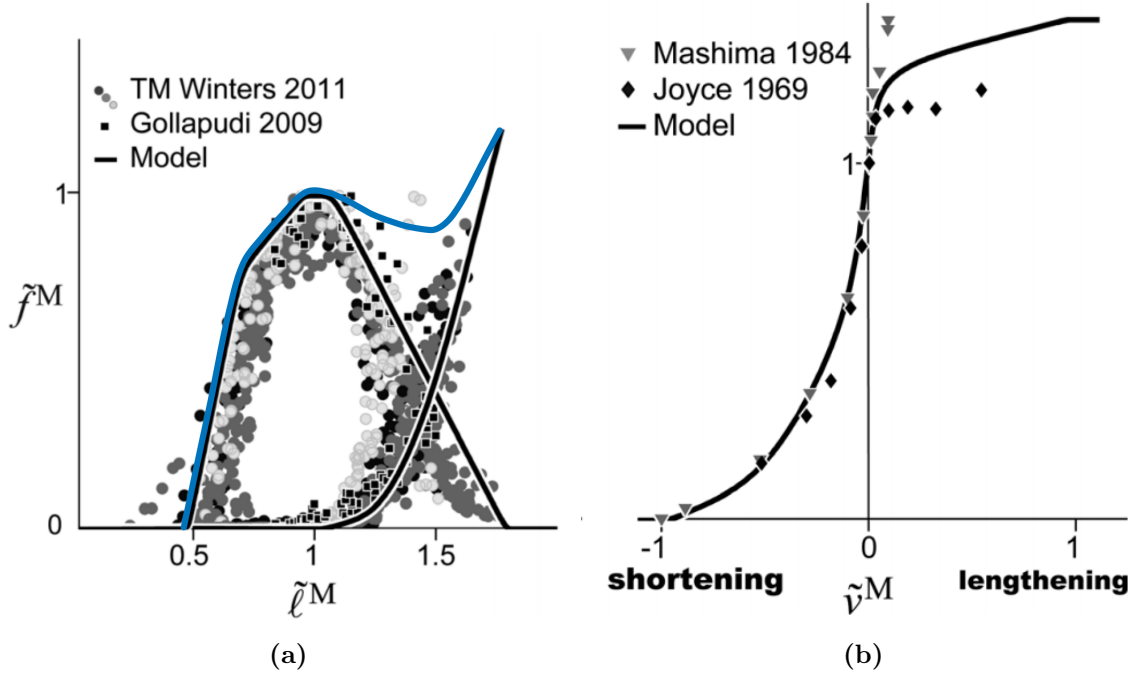 TM Winters 2011
Gollapudi 2009
Model
1
f̃ᴹ
0
0.5
1
1.5
ℓ̃ᴹ
(a)
Mashima 1984
Joyce 1969
Model
1
-1
0
1
shortening
ṽᴹ
lengthening
(b)